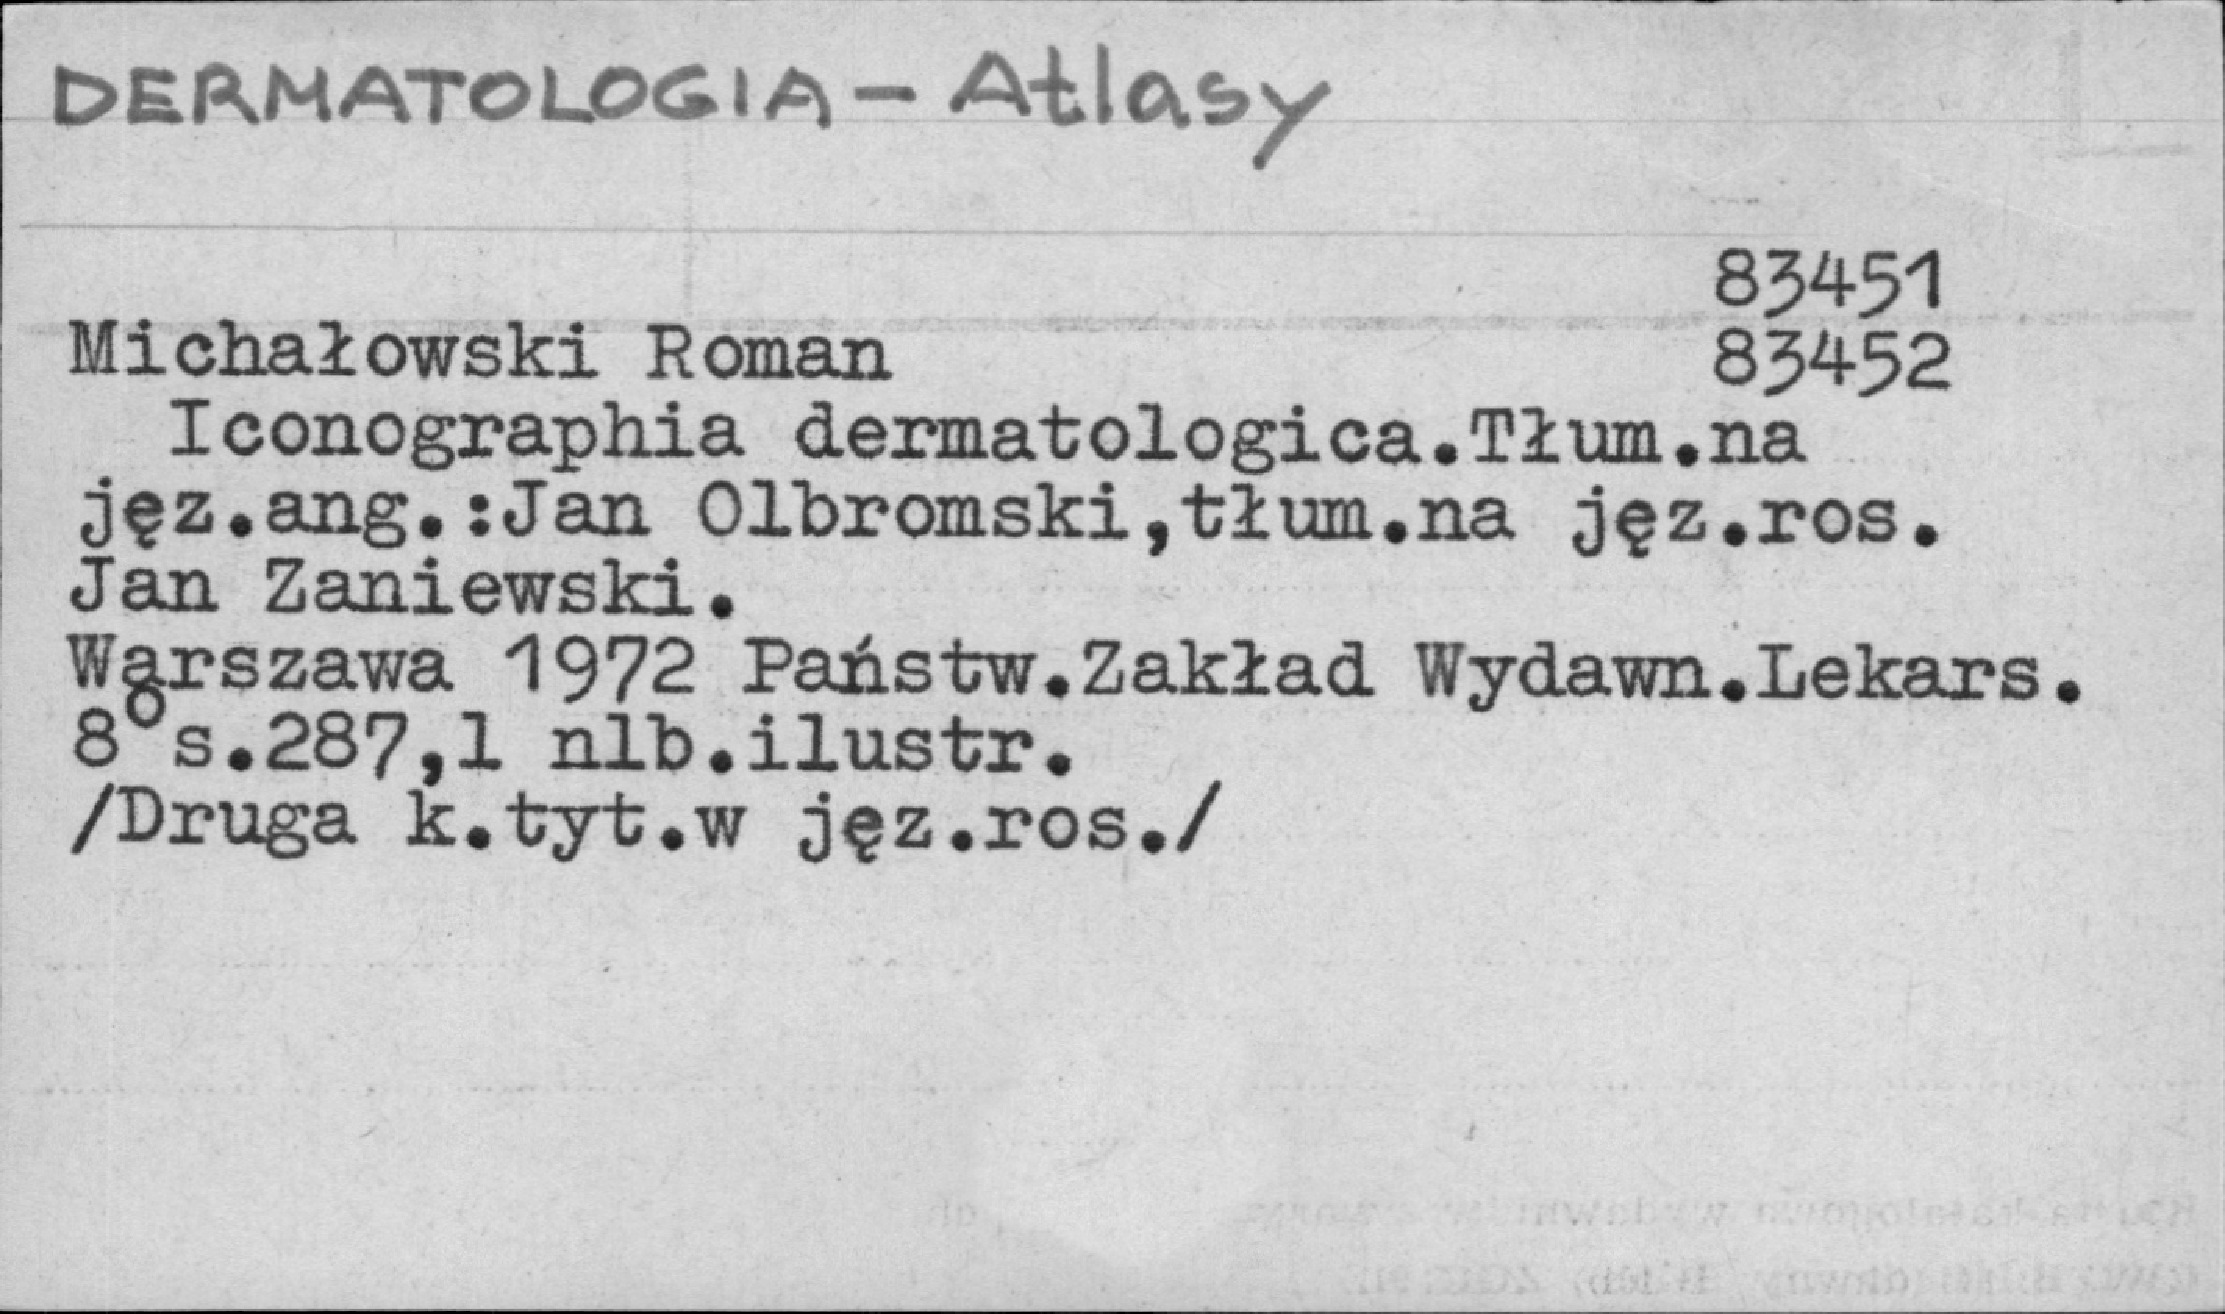 DERMATOLOGIA - Atlasy
83451
Michałowski Roman 83452
Iconographia dermatologica.Tłum.na
jęz.ang.:Jan Olbromski,tłum.na jęz.ros.
Jan Zaniewski.
Warszawa 1972 Państw.Zakład Wydawn.Lekars.
8°s.287,1 nlb.ilustr.
/Druga k.tyt.w jęz.ros./